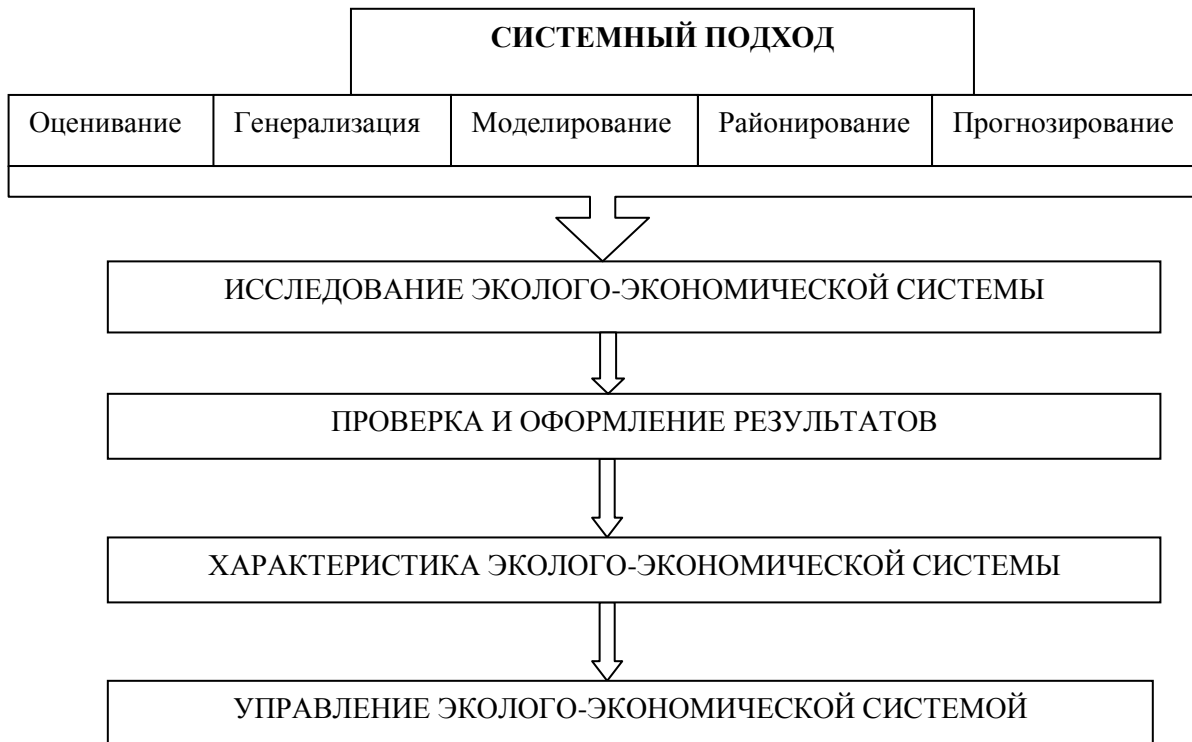 СИСТЕМНЫЙ ПОДХОД
Оценивание
Генерализация
Моделирование
Районирование
Прогнозирование
ИССЛЕДОВАНИЕ ЭКОЛОГО-ЭКОНОМИЧЕСКОЙ СИСТЕМЫ
ПРОВЕРКА И ОФОРМЛЕНИЕ РЕЗУЛЬТАТОВ
ХАРАКТЕРИСТИКА ЭКОЛОГО-ЭКОНОМИЧЕСКОЙ СИСТЕМЫ
УПРАВЛЕНИЕ ЭКОЛОГО-ЭКОНОМИЧЕСКОЙ СИСТЕМОЙ